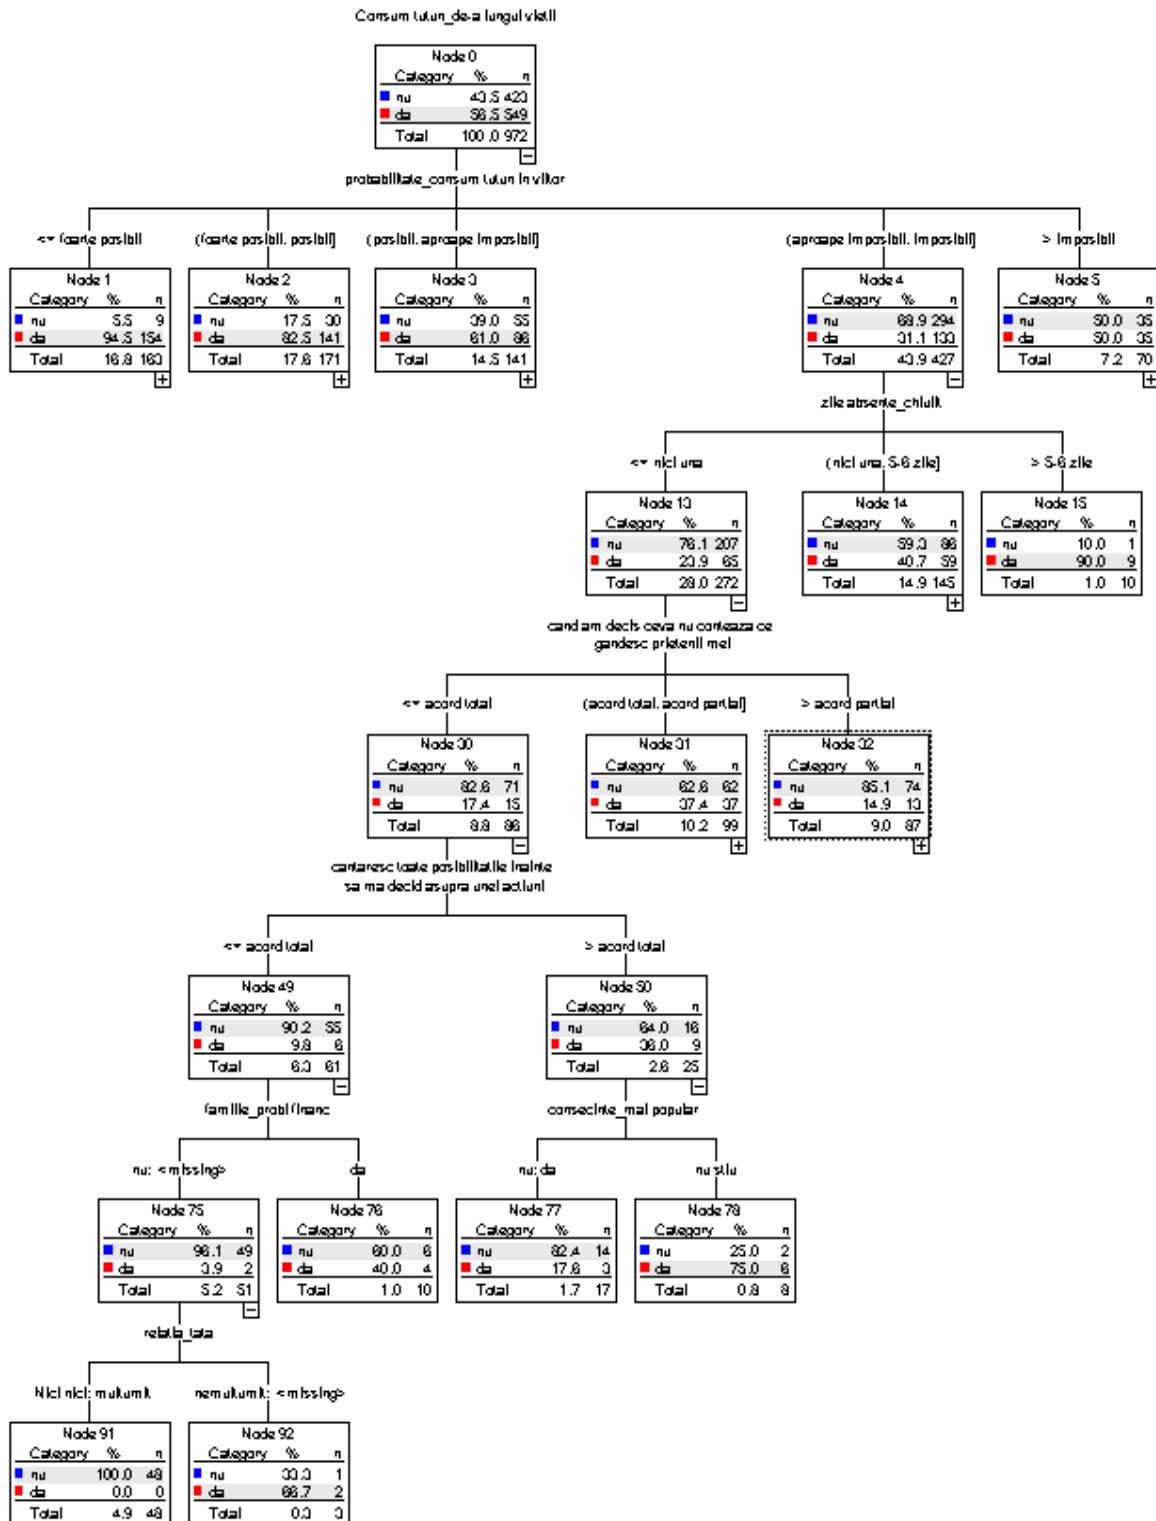 Consum tutun_de-a lungul vietii
Node 0
Category % n
nu 43.5 423
da 56.5 549
Total 100.0 972
probabilitate_consum tutun in viitor
<= foarte posibil
(foarte posibil, posibil]
(posibil, aproape imposibil]
(aproape imposibil, imposibil]
> imposibil
Node 1
Category % n
nu 5.5 9
da 94.5 154
Total 16.8 163
Node 2
Category % n
nu 17.5 30
da 82.5 141
Total 17.6 171
Node 3
Category % n
nu 39.0 55
da 61.0 86
Total 14.5 141
Node 4
Category % n
nu 68.9 294
da 31.1 133
Total 43.9 427
Node 5
Category % n
nu 50.0 35
da 50.0 35
Total 7.2 70
zile absente_chiulit
<= nici una
(nici una, 5-6 zile]
> 5-6 zile
Node 13
Category % n
nu 76.1 207
da 23.9 65
Total 28.0 272
Node 14
Category % n
nu 59.3 86
da 40.7 59
Total 14.9 145
Node 15
Category % n
nu 10.0 1
da 90.0 9
Total 1.0 10
cand am decis ceva nu conteaza ce
gandesc prietenii mei
<= acord total
(acord total, acord partial]
> acord partial
Node 30
Category % n
nu 82.6 71
da 17.4 15
Total 8.8 86
Node 31
Category % n
nu 62.6 62
da 37.4 37
Total 10.2 99
Node 32
Category % n
nu 85.1 74
da 14.9 13
Total 9.0 87
cantaresc toate posibilitatile inainte
sa ma decid asupra unei actiuni
<= acord total
> acord total
Node 49
Category % n
nu 90.2 55
da 9.8 6
Total 6.3 61
Node 50
Category % n
nu 64.0 16
da 36.0 9
Total 2.6 25
familie_probl financ
consecinte_mai popular
nu; <missing>
da
nu; da
nu stiu
Node 75
Category % n
nu 96.1 49
da 3.9 2
Total 5.2 51
Node 76
Category % n
nu 60.0 6
da 40.0 4
Total 1.0 10
Node 77
Category % n
nu 82.4 14
da 17.6 3
Total 1.7 17
Node 78
Category % n
nu 25.0 2
da 75.0 6
Total 0.8 8
relatia_tata
Nici nici; multumit
nemultumit; <missing>
Node 91
Category % n
nu 100.0 48
da 0.0 0
Total 4.9 48
Node 92
Category % n
nu 33.3 1
da 66.7 2
Total 0.3 3